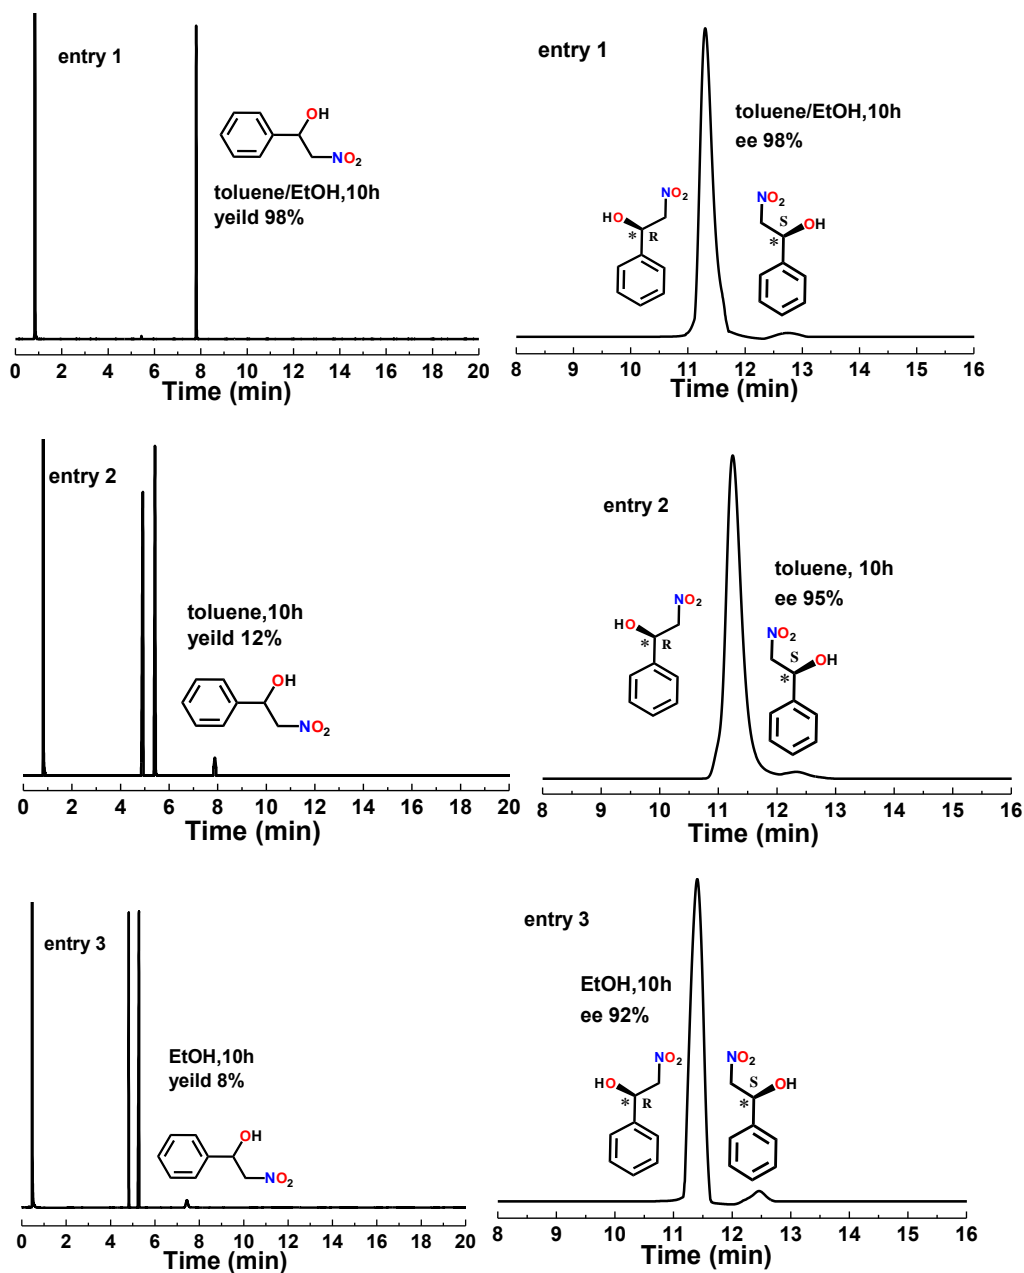 entry 1
OH
NO2
toluene/EtOH,10h
yeild 98%
0 2 4 6 8 10 12 14 16 18 20
Time (min)
entry 1
toluene/EtOH,10h
ee 98%
NO2
HO
* R
NO2
S
OH
*
8 9 10 11 12 13 14 15 16
Time (min)
entry 2
toluene,10h
yeild 12%
OH
NO2
0 2 4 6 8 10 12 14 16 18 20
Time (min)
entry 2
toluene, 10h
ee 95%
NO2
HO
* R
NO2
S
OH
*
8 9 10 11 12 13 14 15 16
Time (min)
entry 3
EtOH,10h
yeild 8%
OH
NO2
0 2 4 6 8 10 12 14 16 18 20
Time (min)
entry 3
EtOH,10h
ee 92%
NO2
HO
* R
NO2
S
OH
*
8 9 10 11 12 13 14 15 16
Time (min)